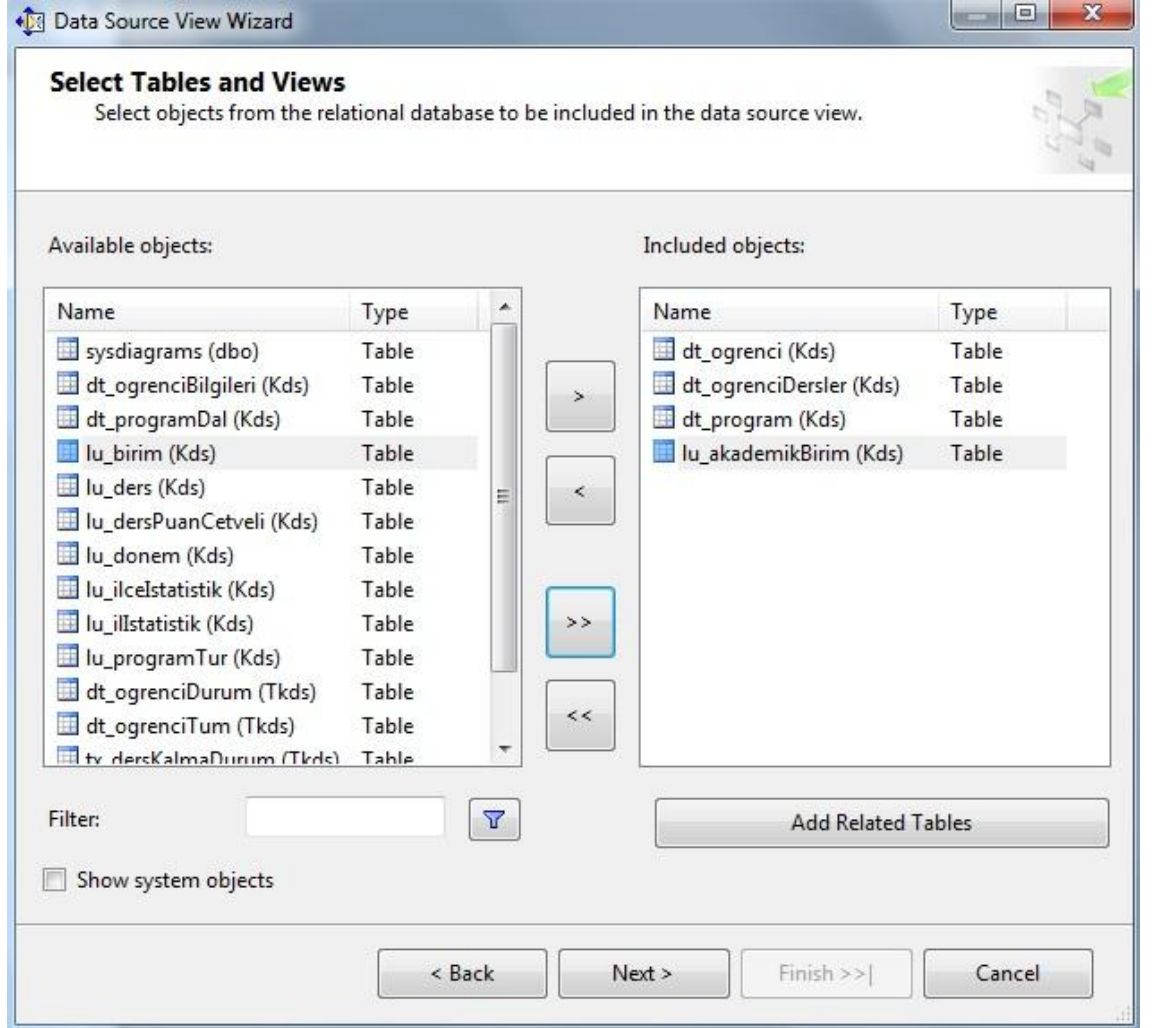 Data Source View Wizard
Select Tables and Views
Select objects from the relational database to be included in the data source view.
Available objects:
Name Type
sysdiagrams (dbo) Table
dt_ogrenciBilgileri (Kds) Table
dt_programDal (Kds) Table
lu_birim (Kds) Table
lu_ders (Kds) Table
lu_dersPuanCetveli (Kds) Table
lu_donem (Kds) Table
lu_ilceIstatistik (Kds) Table
lu_ilIstatistik (Kds) Table
lu_programTur (Kds) Table
dt_ogrenciDurum (Tkds) Table
dt_ogrenciTum (Tkds) Table
tx_dersKalmaDurum (Tkds) Table
>
<
>>
<<
Included objects:
Name Type
dt_ogrenci (Kds) Table
dt_ogrenciDersler (Kds) Table
dt_program (Kds) Table
lu_akademikBirim (Kds) Table
Filter:
Add Related Tables
Show system objects
< Back Next > Finish >>| Cancel